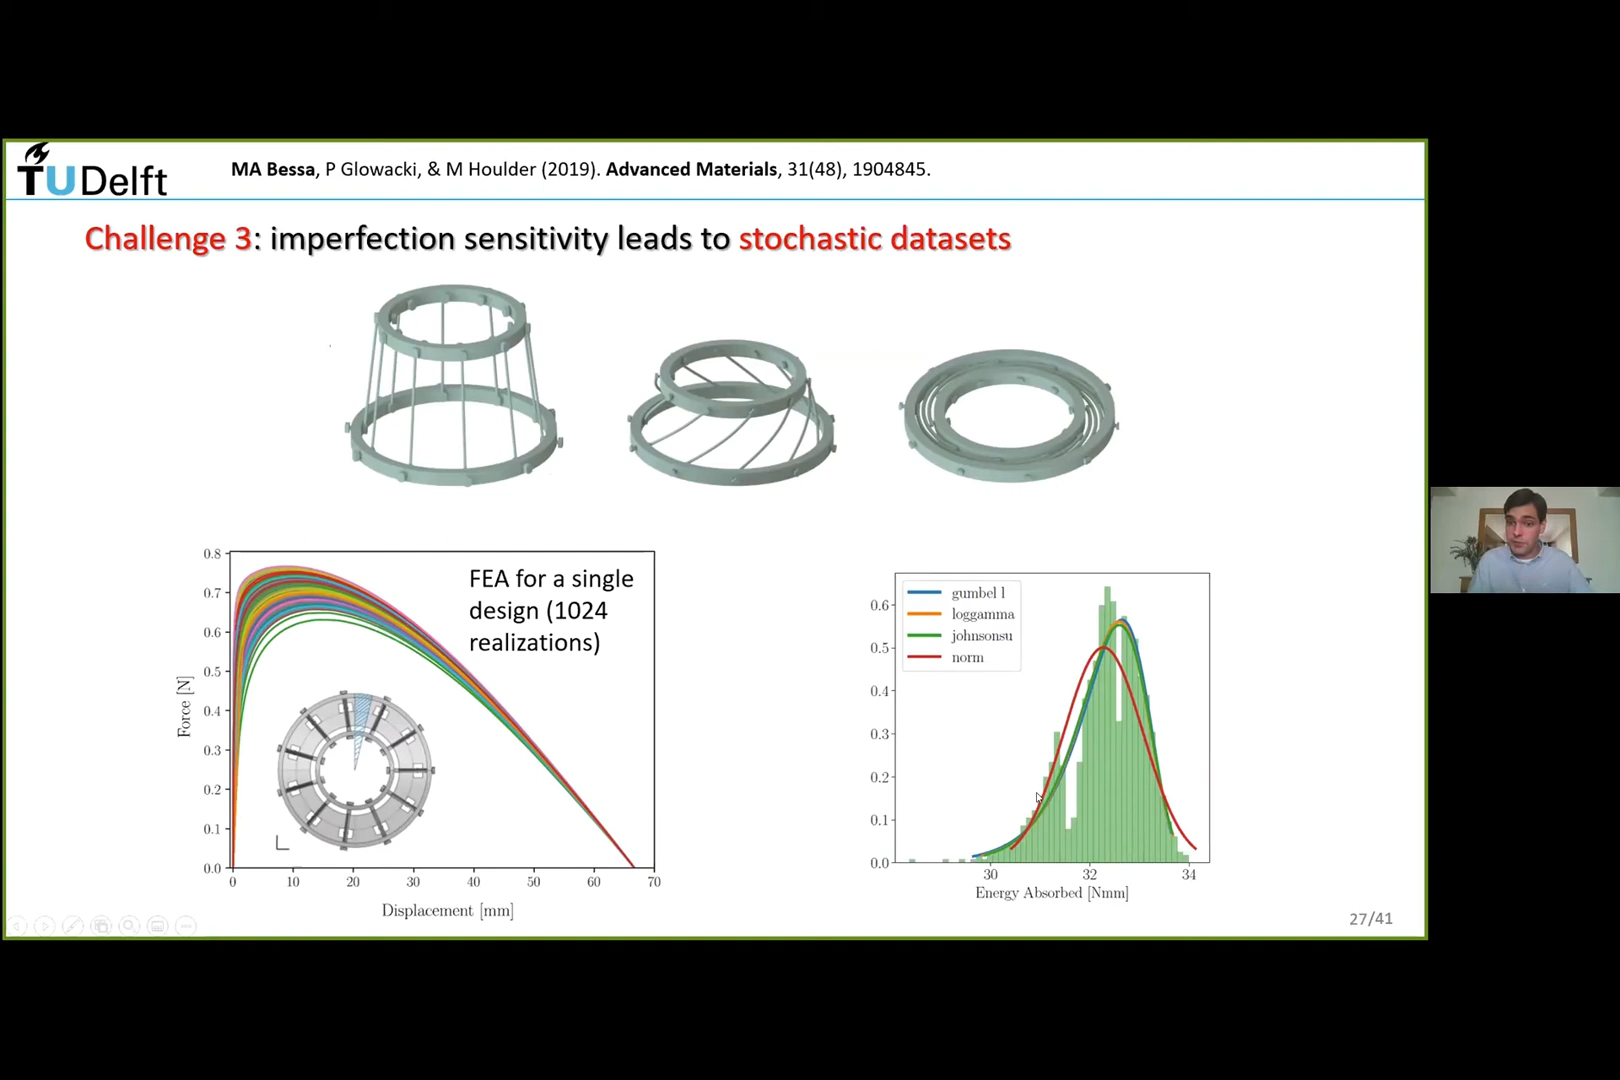 TUDelft
MA Bessa, P Glowacki, & M Houlder (2019). Advanced Materials, 31(48), 1904845.
Challenge 3: imperfection sensitivity leads to stochastic datasets
FEA for a single
design (1024
realizations)
0.8
0.7
0.6
0.5
0.4
0.3
0.2
0.1
0.0
Force [N]
0 10 20 30 40 50 60 70
Displacement [mm]
gumbel l
loggamma
johnsonsu
norm
0.6
0.5
0.4
0.3
0.2
0.1
0.0
30 32 34
Energy Absorbed [Nmm]
27/41